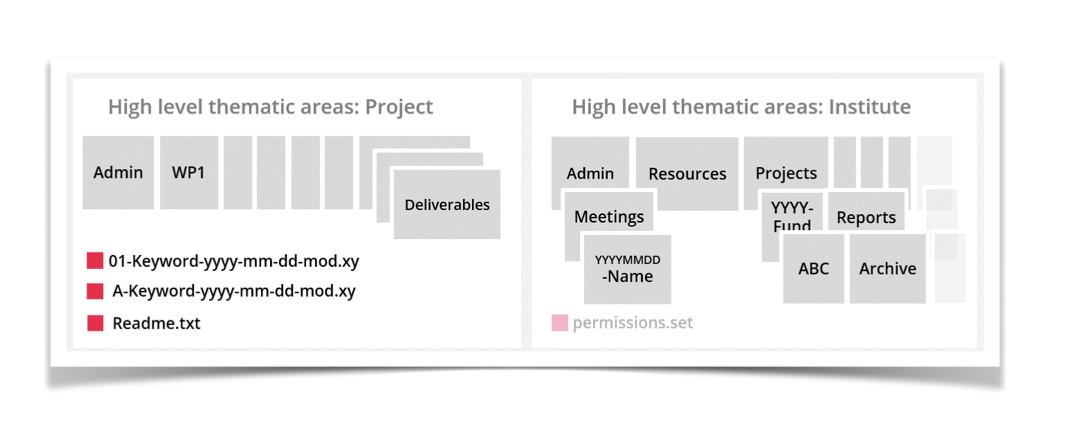 High level thematic areas: Project
Admin
WP1
Deliverables
01-Keyword-yyyy-mm-dd-mod.xy
A-Keyword-yyyy-mm-dd-mod.xy
Readme.txt
High level thematic areas: Institute
Admin
Resources
Projects
Meetings
YYYY-
Fund
Reports
YYYYMMDD
-Name
ABC
Archive
permissions.set